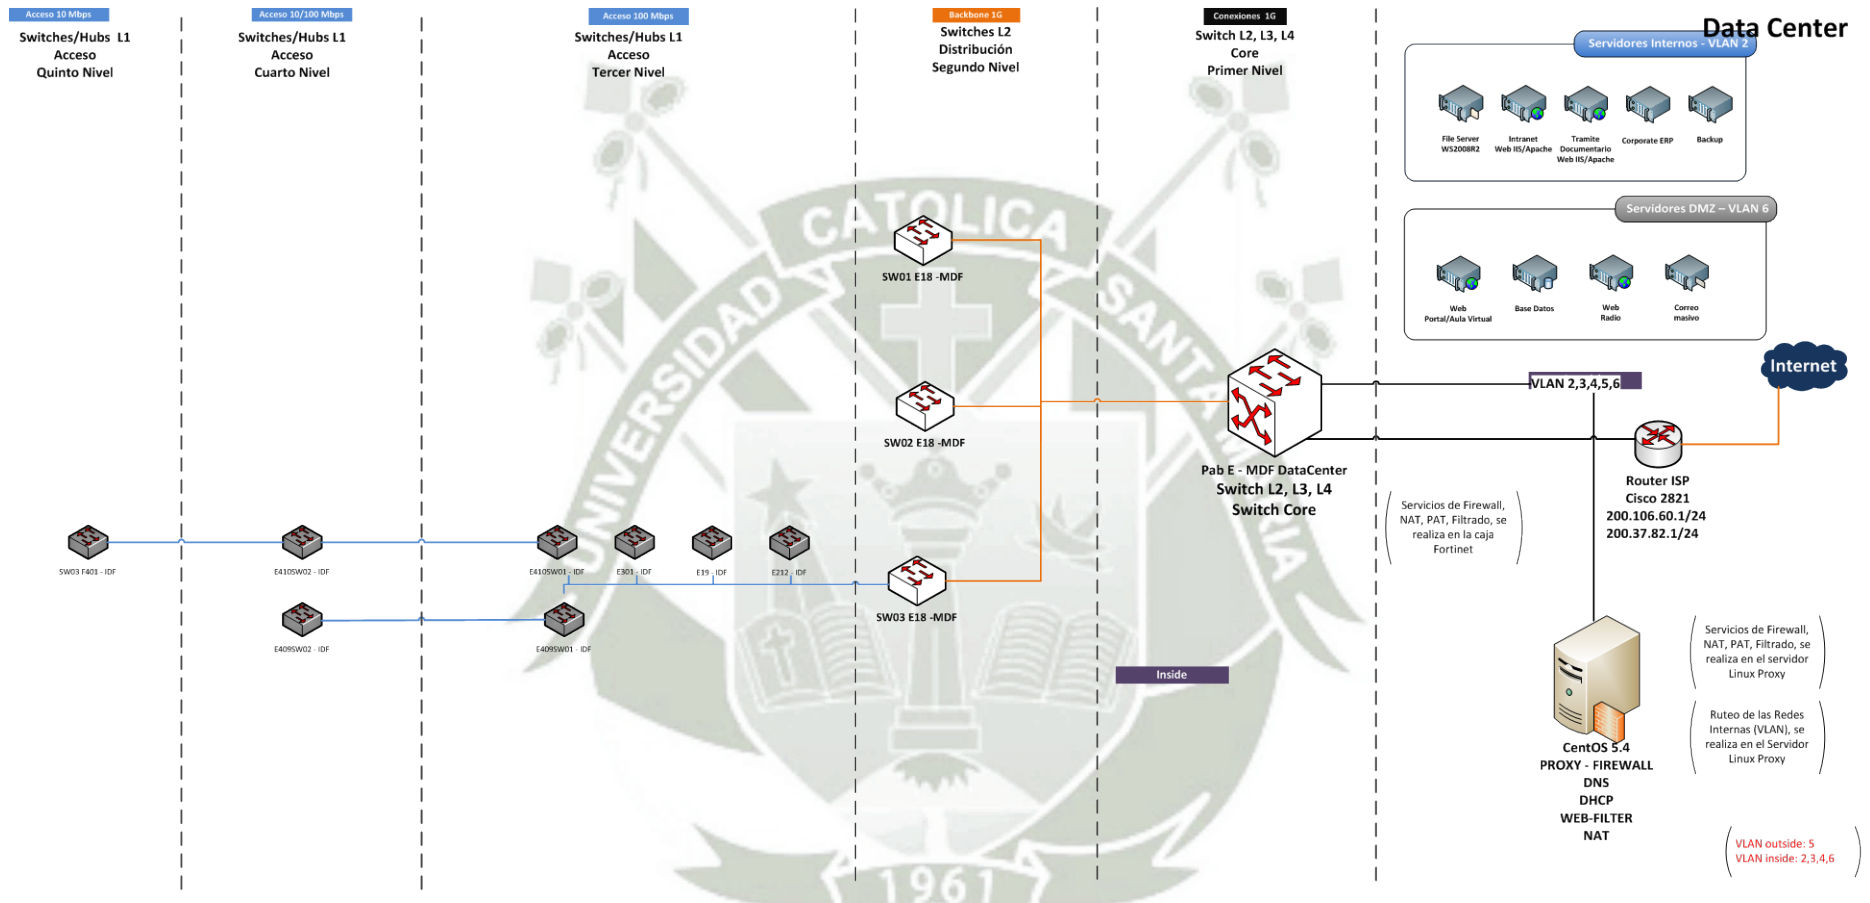 Acceso 10 Mbps
Switches/Hubs L1
Acceso
Quinto Nivel
Acceso 10/100 Mbps
Switches/Hubs L1
Acceso
Cuarto Nivel
Acceso 100 Mbps
Switches/Hubs L1
Acceso
Tercer Nivel
Backbone 1G
Switches L2
Distribución
Segundo Nivel
Conexiones 1G
Switch L2, L3, L4
Core
Primer Nivel
Data Center
Servidores Internos - VLAN 2
File Server
WS2008R2
Intranet
Web IIS/Apache
Tramite
Documentario
Web IIS/Apache
Corporate ERP
Backup
Servidores DMZ – VLAN 6
Web
Portal/Aula Virtual
Base Datos
Web
Radio
Correo
masivo
UNIVERSIDAD
CATOLICA
SANTA MARIA
1961
SW01 E18 -MDF
SW02 E18 -MDF
SW03 E18 -MDF
SW03 F401 - IDF
E410SW02 - IDF
E410SW01 - IDF
E301 - IDF
E19 - IDF
E212 - IDF
E409SW02 - IDF
E409SW01 - IDF
Pab E - MDF DataCenter
Switch L2, L3, L4
Switch Core
VLAN 2,3,4,5,6
Internet
Router ISP
Cisco 2821
200.106.60.1/24
200.37.82.1/24
Servicios de Firewall,
NAT, PAT, Filtrado, se
realiza en la caja
Fortinet
Inside
CentOS 5.4
PROXY - FIREWALL
DNS
DHCP
WEB-FILTER
NAT
Servicios de Firewall,
NAT, PAT, Filtrado, se
realiza en el servidor
Linux Proxy
Ruteo de las Redes
Internas (VLAN), se
realiza en el Servidor
Linux Proxy
VLAN outside: 5
VLAN inside: 2,3,4,6